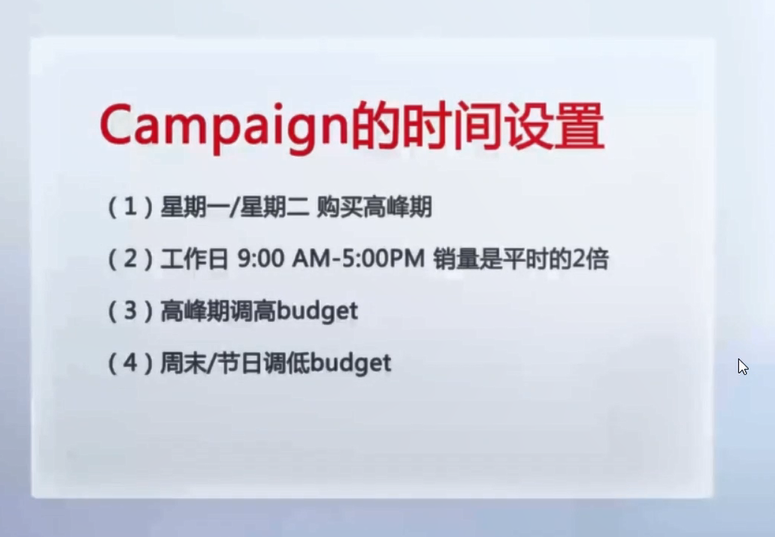 Campaign的时间设置
（1）星期一/星期二 购买高峰期
（2）工作日 9:00 AM-5:00PM 销量是平时的2倍
（3）高峰期调高budget
（4）周末/节日调低budget